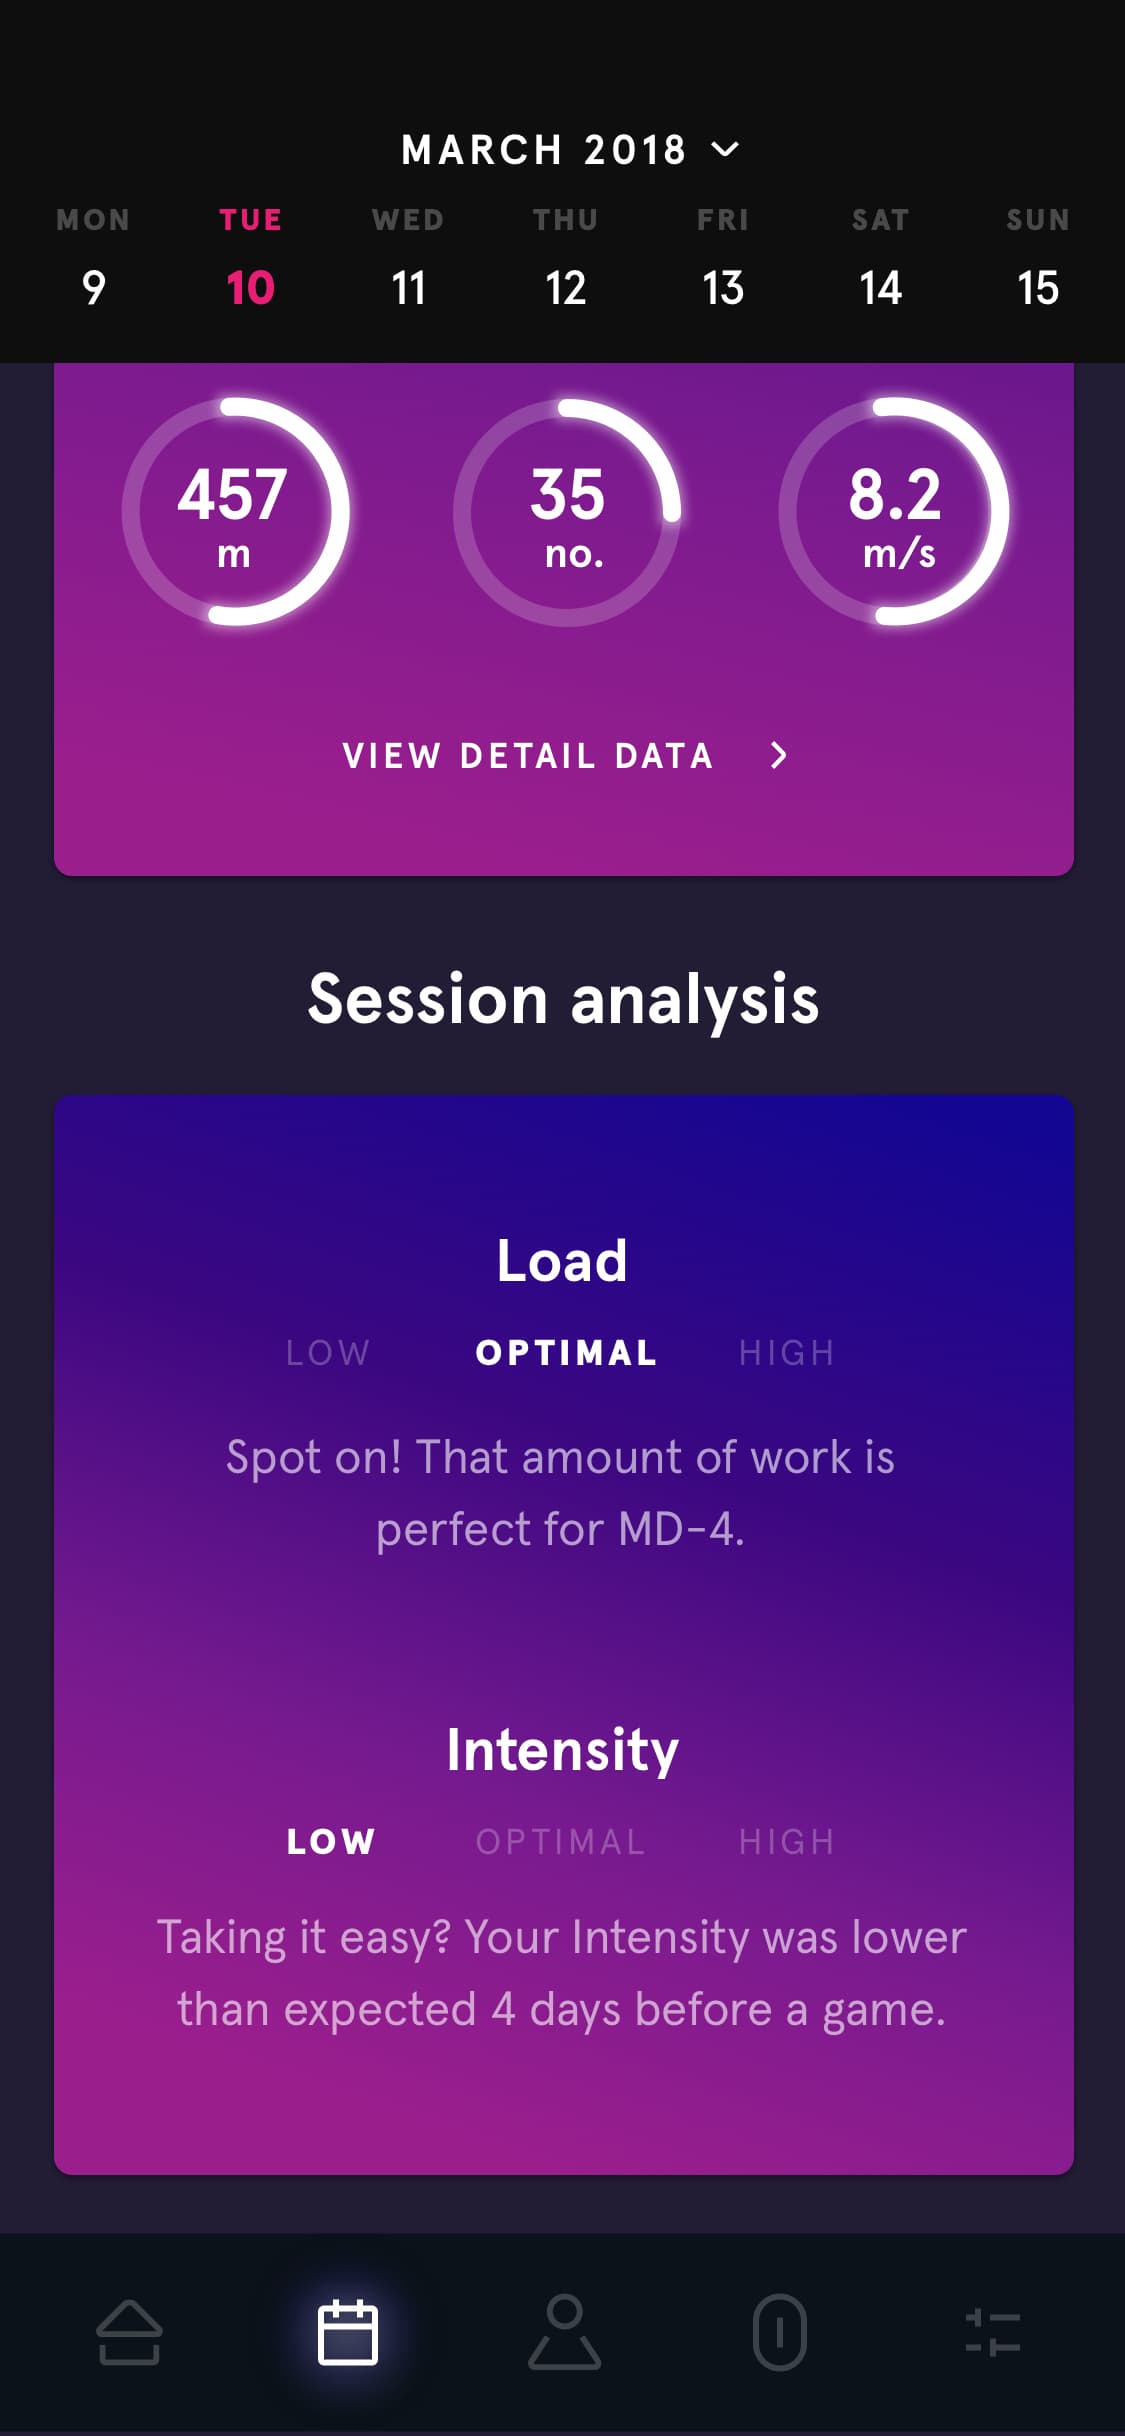 MARCH 2018
MON TUE WED THU FRI SAT SUN
9 10 11 12 13 14 15
457 35 8.2
m no. m/s
VIEW DETAIL DATA
Session analysis
Load
LOW OPTIMAL HIGH
Spot on! That amount of work is
perfect for MD-4.
Intensity
LOW OPTIMAL HIGH
Taking it easy? Your Intensity was lower
than expected 4 days before a game.